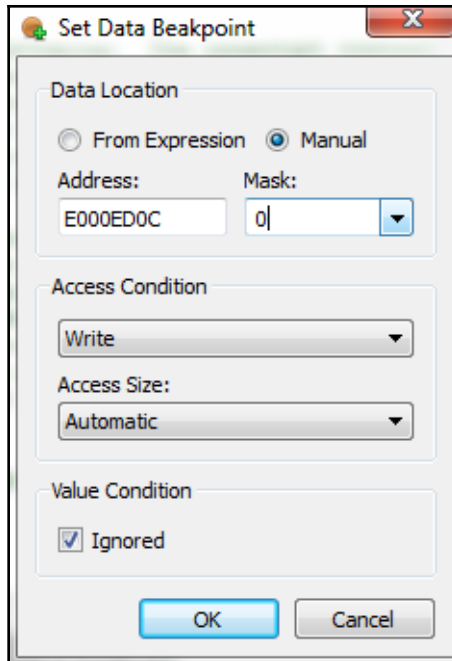 Set Data Beakpoint
Data Location
From Expression Manual
Address: Mask:
E000ED0C 0
Access Condition
Write
Access Size:
Automatic
Value Condition
Ignored
OK Cancel